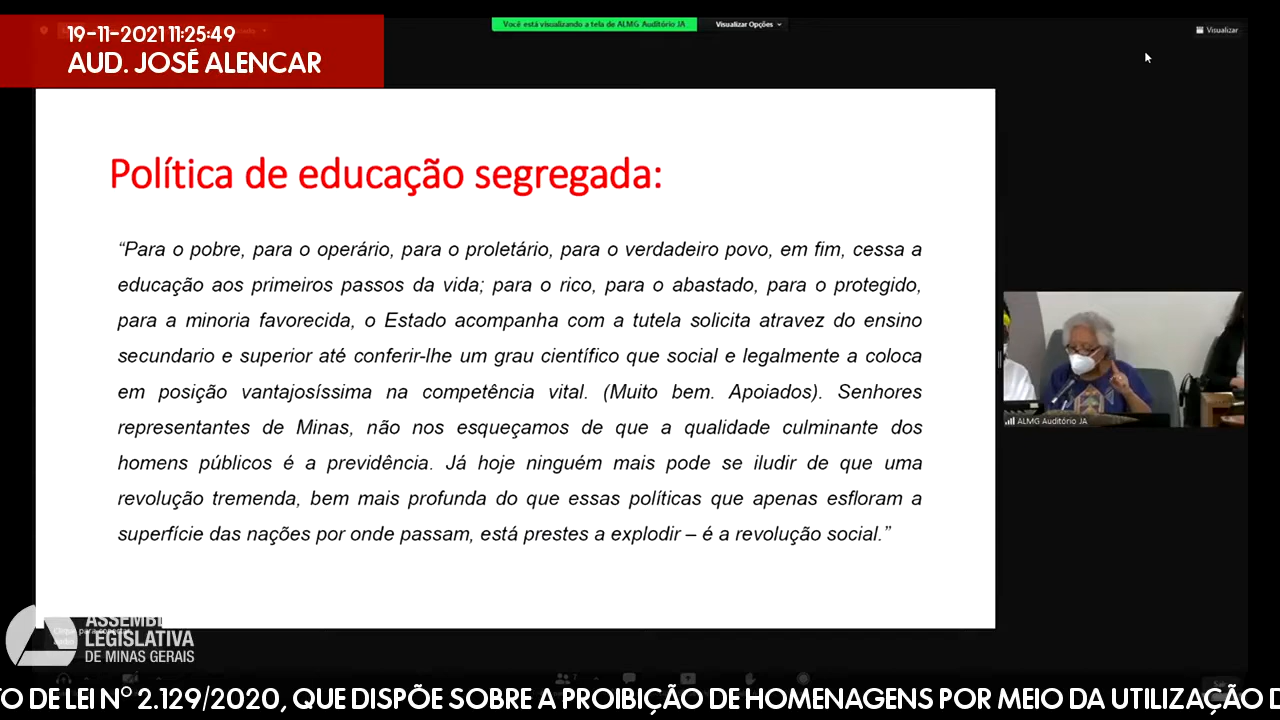 19-11-2021 11:25:49
AUD. JOSÉ ALENCAR
Você está visualizando a tela de ALMG Auditório JA
Visualizar Opções
Visualizar
Política de educação segregada:
“Para o pobre, para o operário, para o proletário, para o verdadeiro povo, em fim, cessa a
educação aos primeiros passos da vida; para o rico, para o abastado, para o protegido,
para a minoria favorecida, o Estado acompanha com a tutela solicita atravez do ensino
secundario e superior até conferir-lhe um grau científico que social e legalmente a coloca
em posição vantajosíssima na competência vital. (Muito bem. Apoiados). Senhores
representantes de Minas, não nos esqueçamos de que a qualidade culminante dos
homens públicos é a previdência. Já hoje ninguém mais pode se iludir de que uma
revolução tremenda, bem mais profunda do que essas políticas que apenas esfloram a
superfície das nações por onde passam, está prestes a explodir – é a revolução social.”
ALMG Auditório JA
ASSEMBL
LEGISLATIVA
DE MINAS GERAIS
TO DE LEI Nº 2.129/2020, QUE DISPÕE SOBRE A PROIBIÇÃO DE HOMENAGENS POR MEIO DA UTILIZAÇÃO D